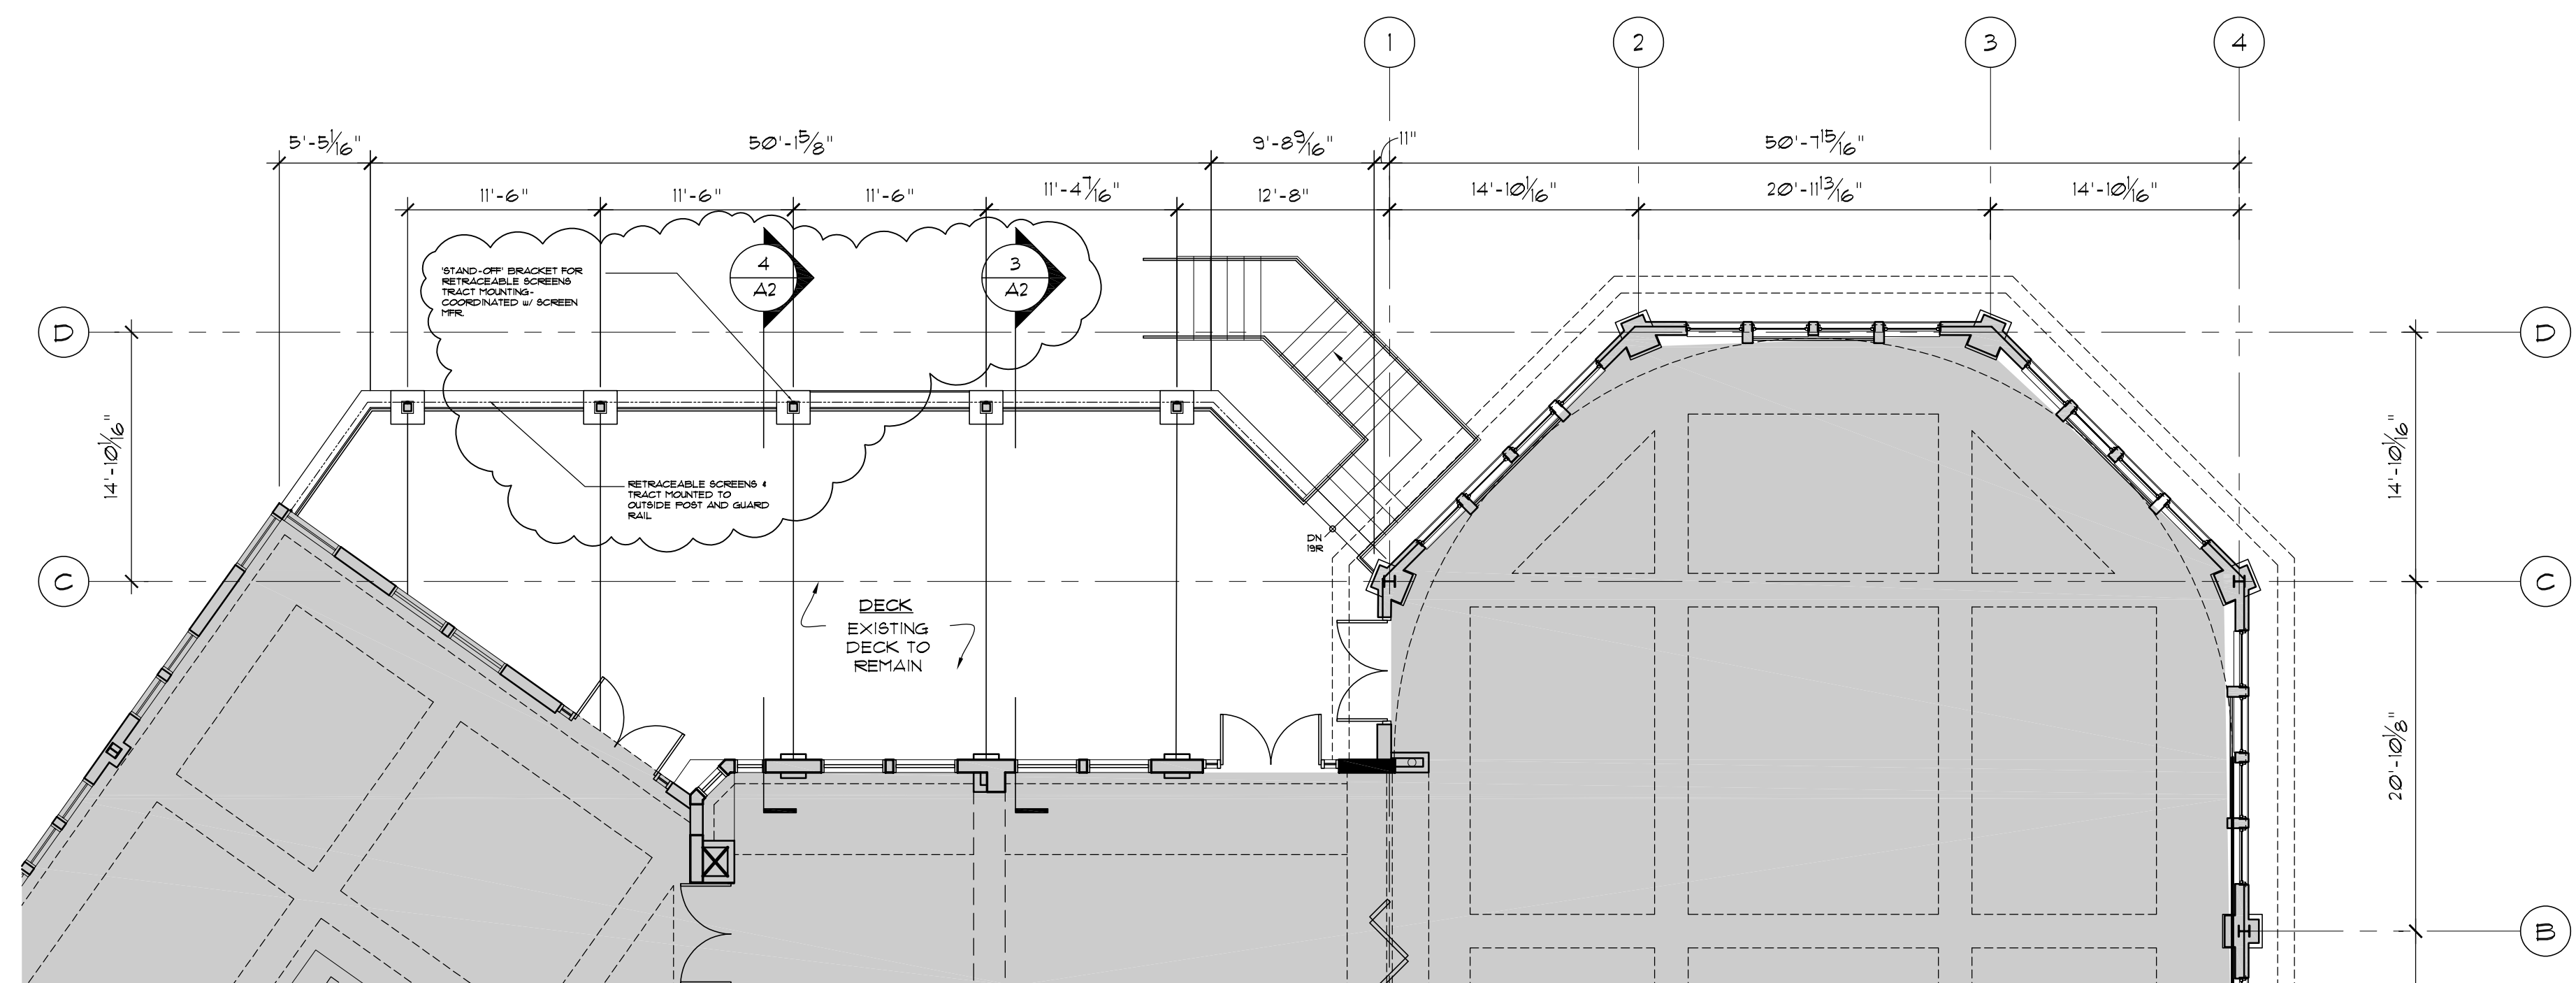 1
2
3
4
5'-5 1/16"
50'-1 5/8"
9'-8 9/16"
11"
50'-7 15/16"
11'-6"
11'-6"
11'-6"
11'-4 7/16"
12'-8"
14'-10 1/16"
20'-11 13/16"
14'-10 1/16"
'STAND-OFF' BRACKET FOR
RETRACEABLE SCREENS
TRACT MOUNTING-
COORDINATED w/ SCREEN
MFR.
4
A2
3
A2
D
D
14'-10 1/16"
14'-10 1/16"
RETRACEABLE SCREENS &
TRACT MOUNTED TO
OUTSIDE POST AND GUARD
RAIL
DN
19R
C
C
DECK
EXISTING
DECK TO
REMAIN
20'-10 1/8"
B